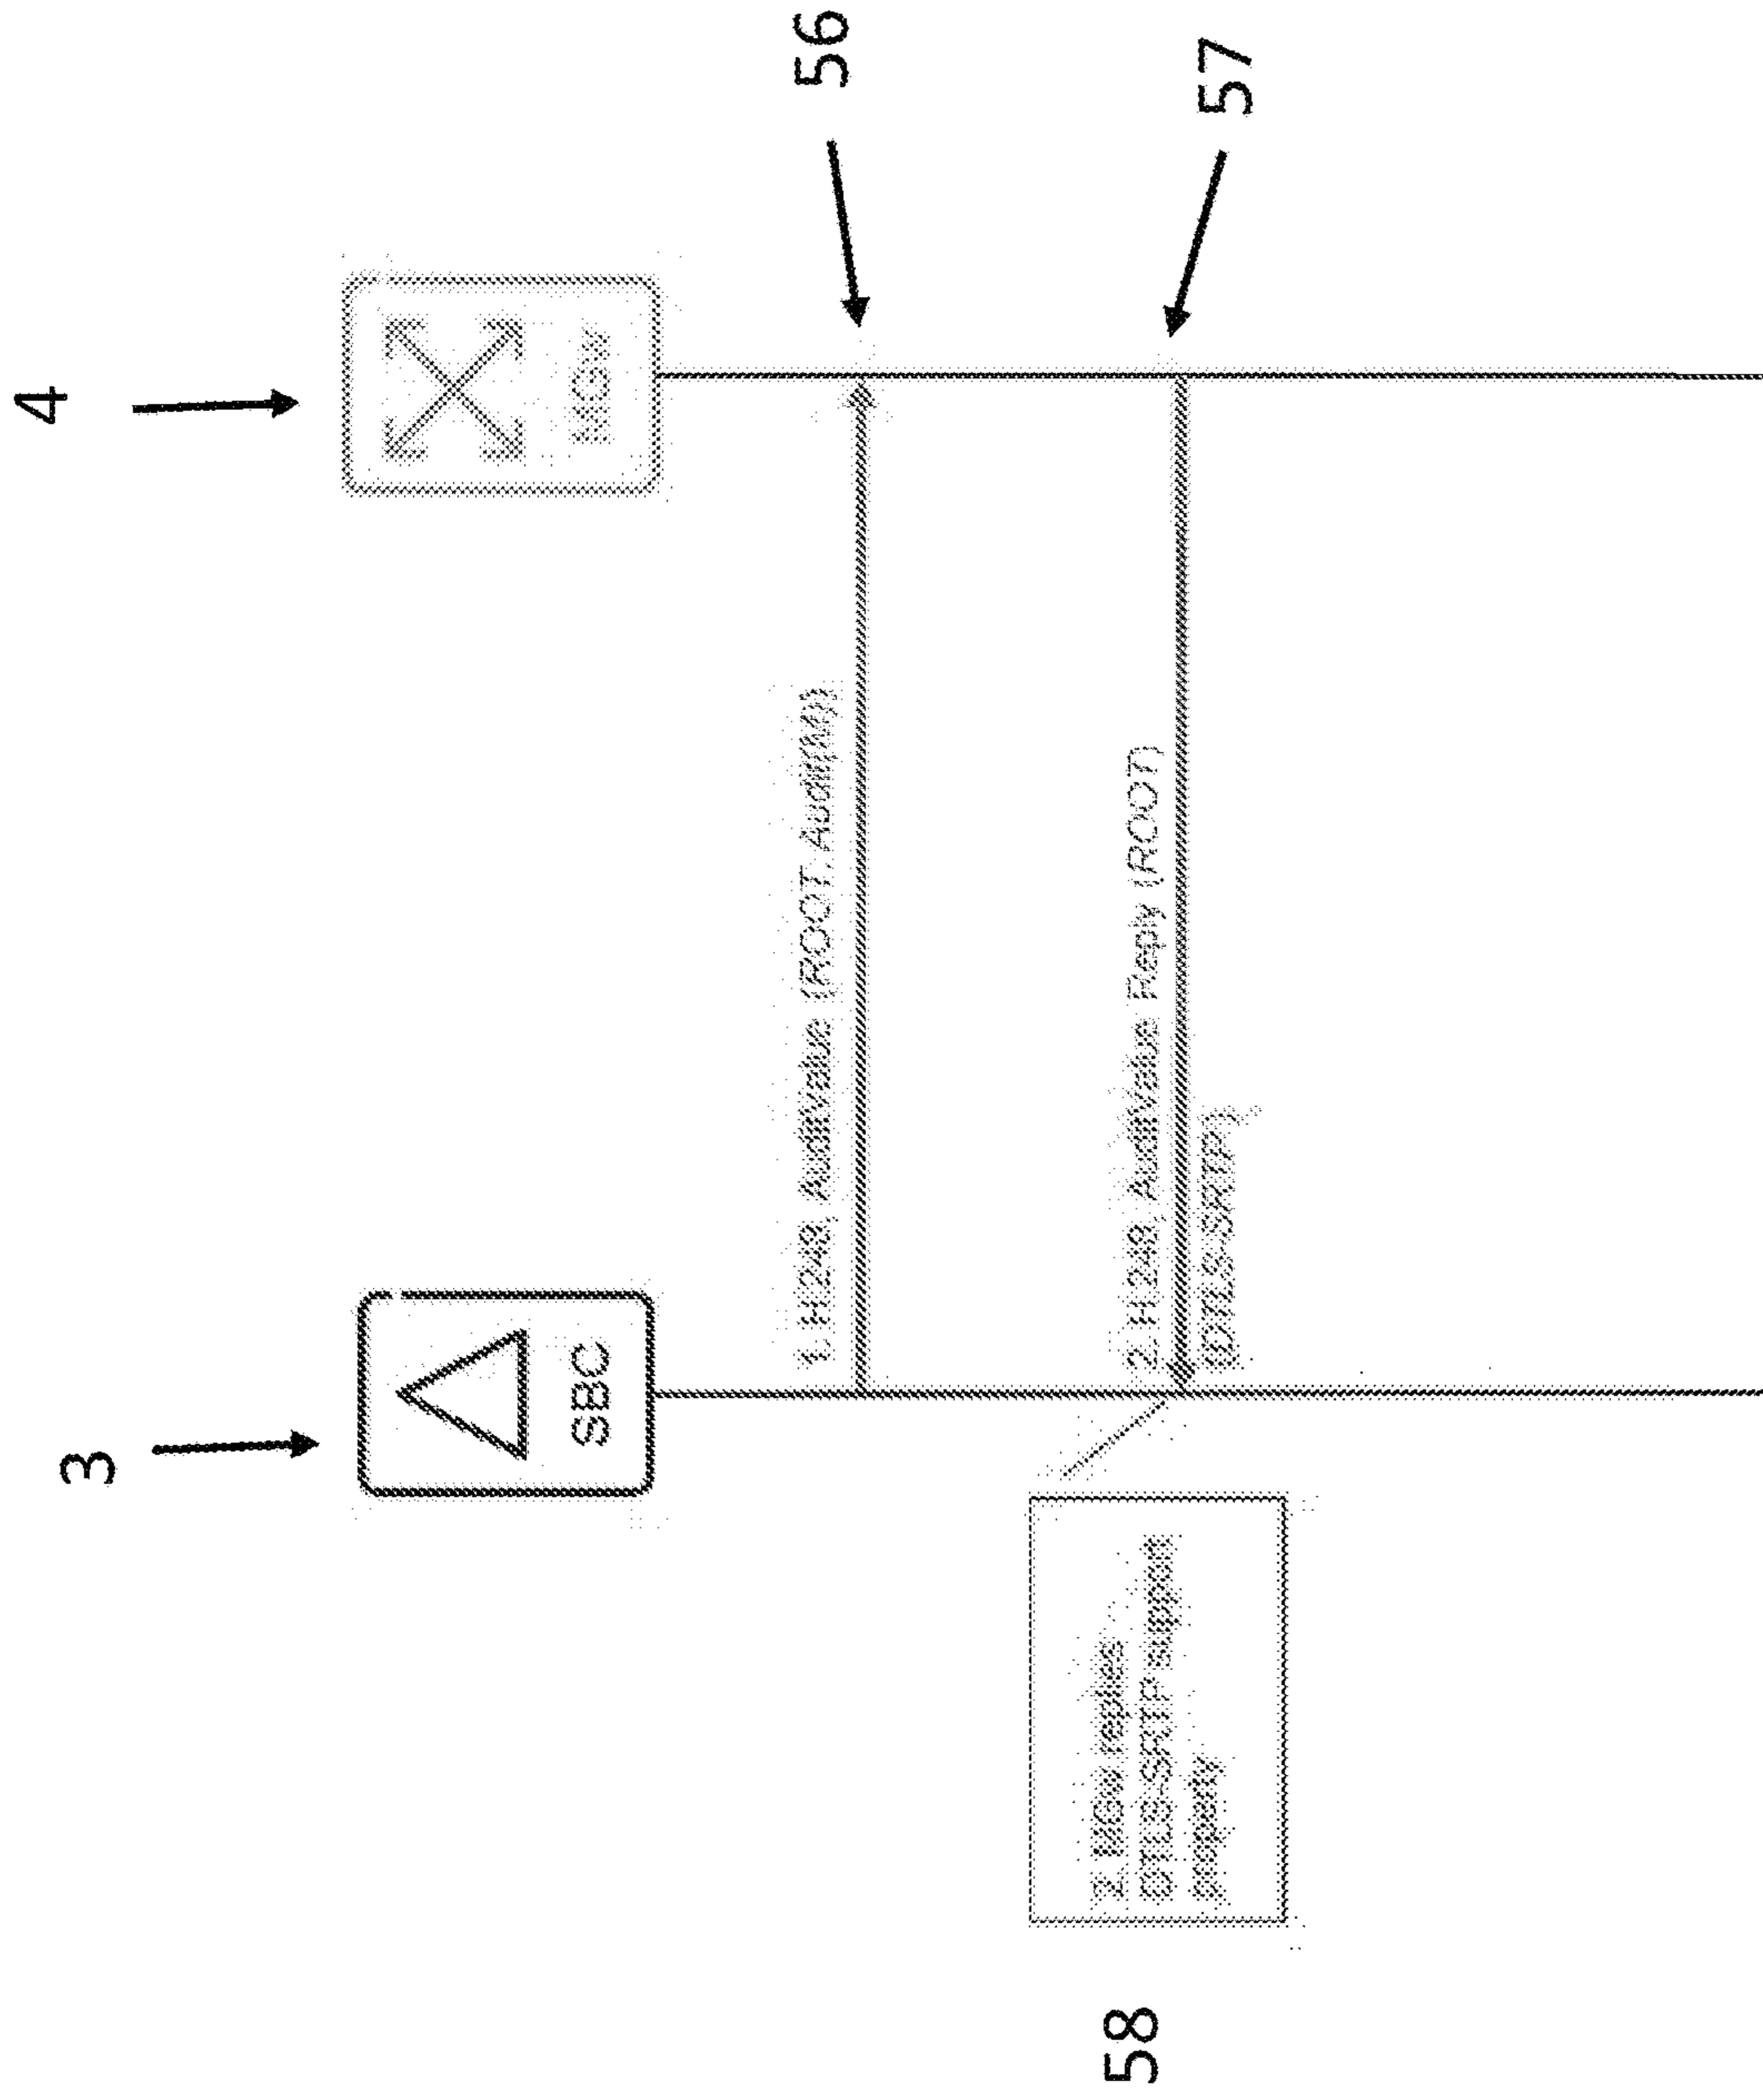 3
4
SBC
MGW
1. H.248, AuditValue (ROOT, Audit(M))
56
2. H.248, AuditValue Reply (ROOT)
(DTLS-SRTP)
57
58
2. MGW replies
DTLS-SRTP support
property